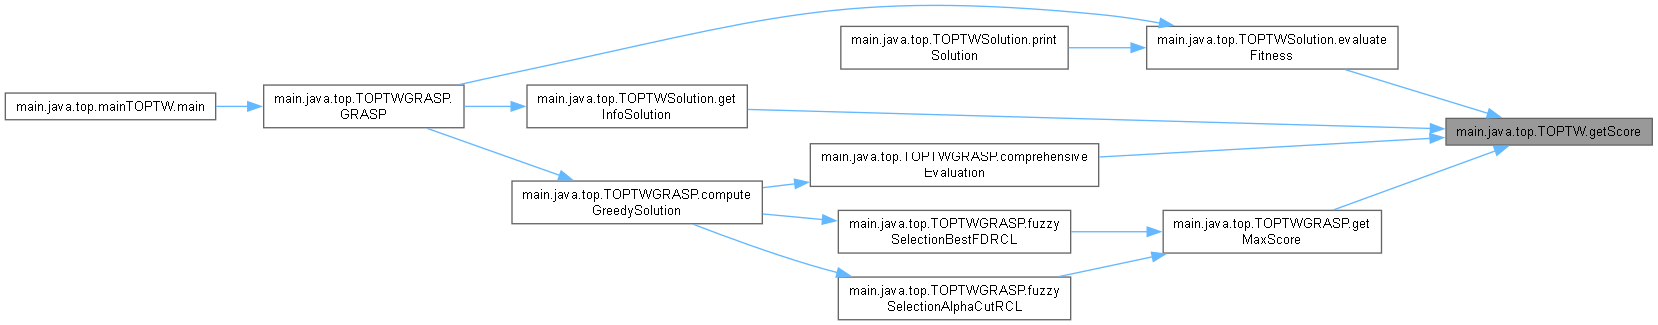 main.java.top.TOPTWSolution.print
Solution
main.java.top.TOPTWSolution.evaluate
Fitness
main.java.top.mainTOPTW.main
main.java.top.TOPTWGRASP.
GRASP
main.java.top.TOPTWSolution.get
InfoSolution
main.java.top.TOPTW.getScore
main.java.top.TOPTWGRASP.comprehensive
Evaluation
main.java.top.TOPTWGRASP.compute
GreedySolution
main.java.top.TOPTWGRASP.fuzzy
SelectionBestFDRCL
main.java.top.TOPTWGRASP.get
MaxScore
main.java.top.TOPTWGRASP.fuzzy
SelectionAlphaCutRCL